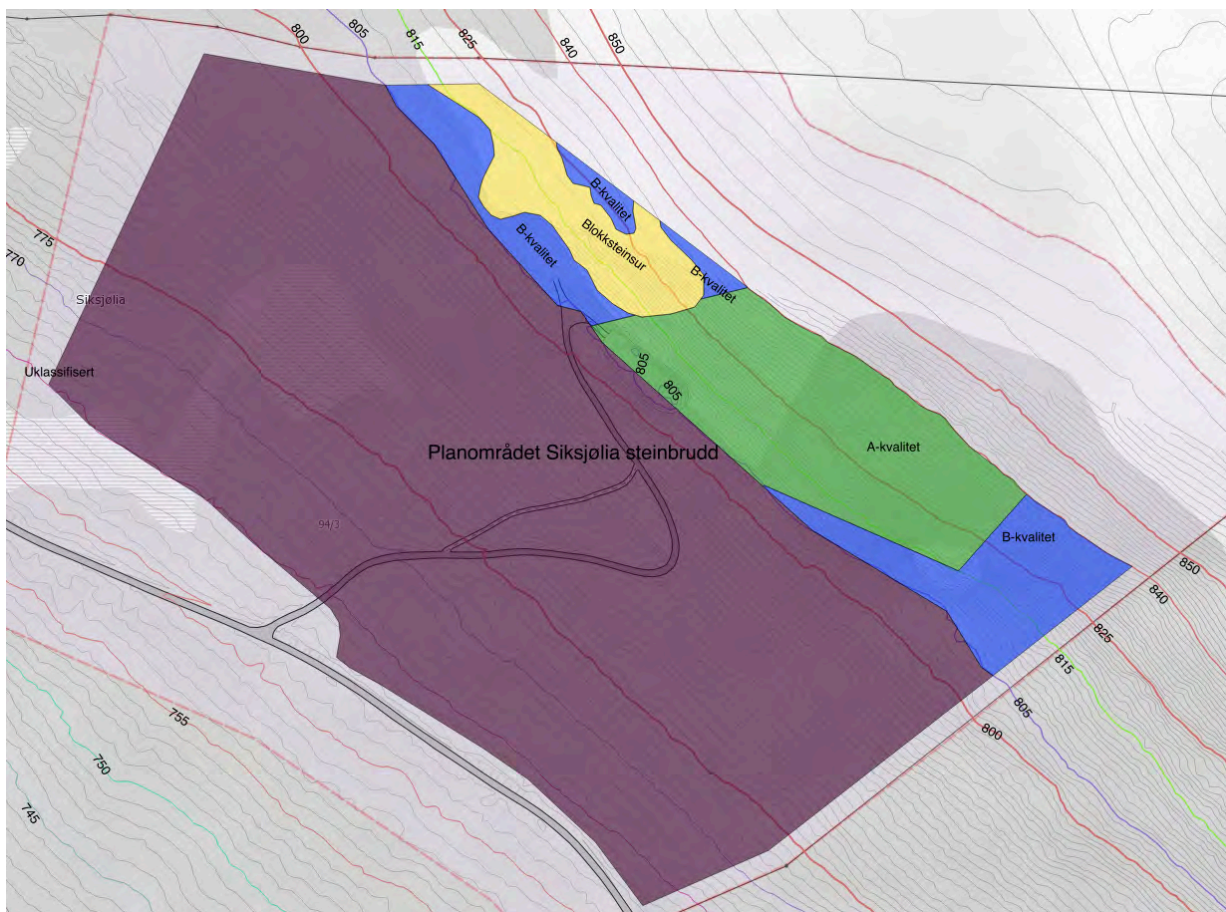 800
805
815
825
840
850
B-kvalitet
Blokksteinsur
B-kvalitet
B-kvalitet
775
770
Siksjølia
Uklassifisert
805
805
A-kvalitet
Planområdet Siksjølia steinbrudd
94/3
B-kvalitet
850
840
825
815
805
800
755
750
745